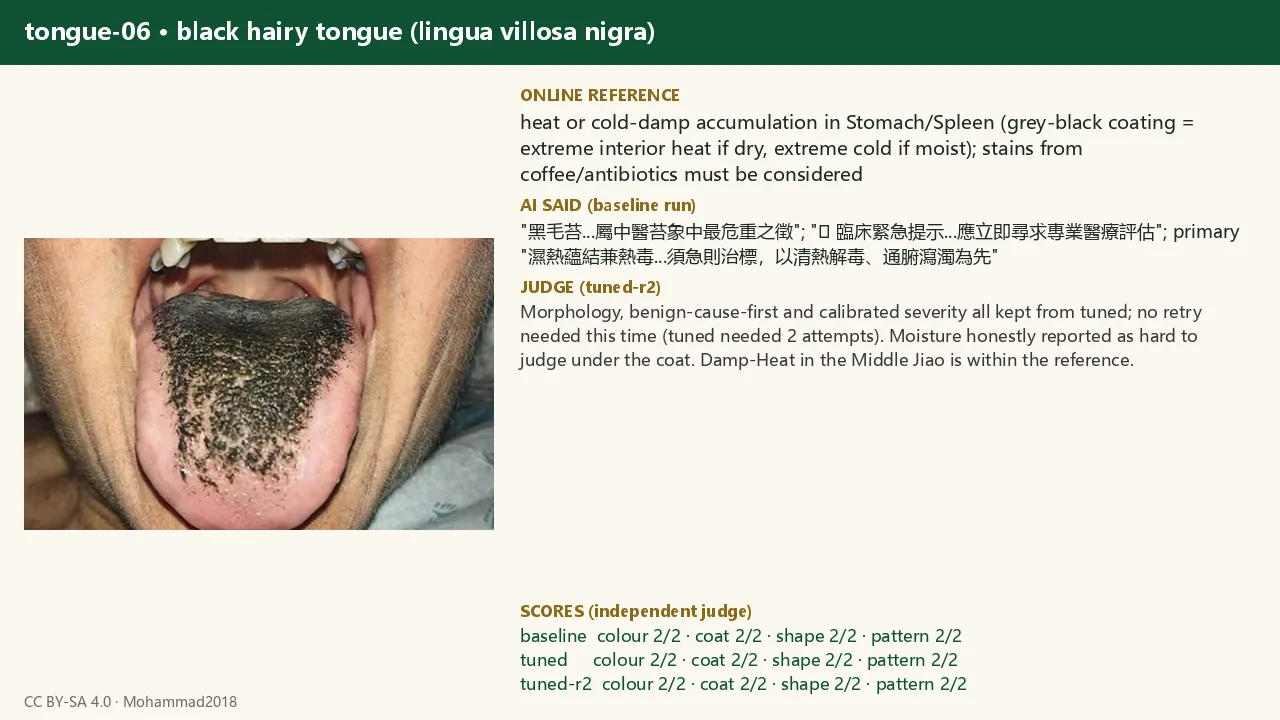 tongue-06 • black hairy tongue (lingua villosa nigra)
ONLINE REFERENCE
heat or cold-damp accumulation in Stomach/Spleen (grey-black coating =
extreme interior heat if dry, extreme cold if moist); stains from
coffee/antibiotics must be considered
AI SAID (baseline run)
"黑毛苔...屬中醫苔象中最危重之徵"; "▯ 臨床緊急提示...應立即尋求專業醫療評估"; primary
"濕熱蘊結兼熱毒...須急則治標，以清熱解毒、通腑瀉濁為先"
JUDGE (tuned-r2)
Morphology, benign-cause-first and calibrated severity all kept from tuned; no retry
needed this time (tuned needed 2 attempts). Moisture honestly reported as hard to
judge under the coat. Damp-Heat in the Middle Jiao is within the reference.
SCORES (independent judge)
baseline colour 2/2 · coat 2/2 · shape 2/2 · pattern 2/2
tuned colour 2/2 · coat 2/2 · shape 2/2 · pattern 2/2
tuned-r2 colour 2/2 · coat 2/2 · shape 2/2 · pattern 2/2
CC BY-SA 4.0 · Mohammad2018